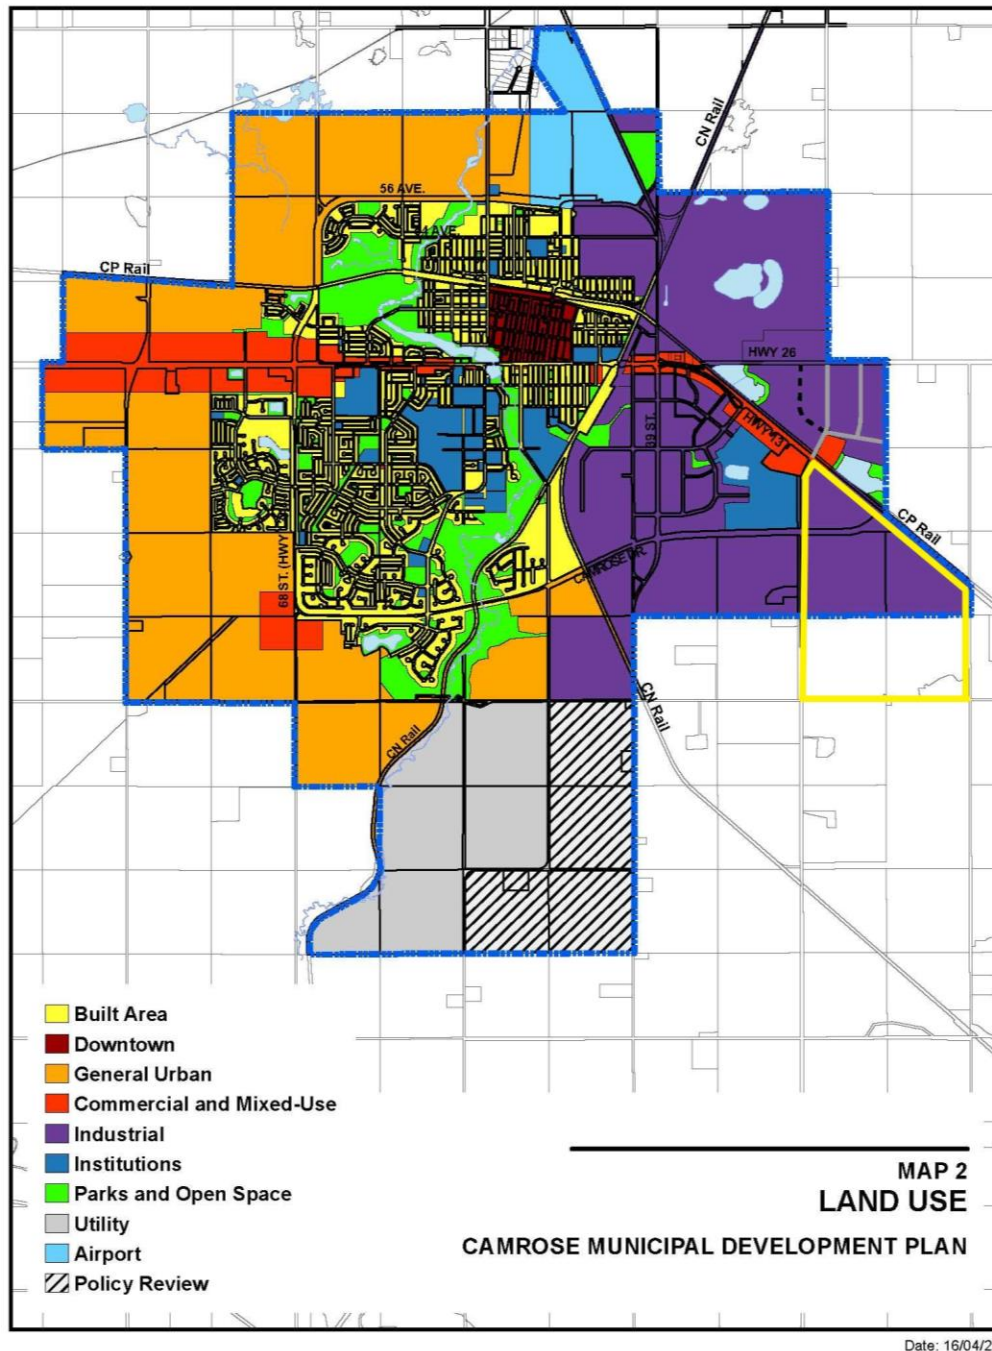 CN Rail
56 AVE.
4 AVE.
CP Rail
HWY 26
HWY 13
39 ST.
CP Rail
68 ST. (HWY
CAMROSE DR.
CN Rail
CN Rail
Built Area
Downtown
General Urban
Commercial and Mixed-Use
Industrial
Institutions
Parks and Open Space
Utility
Airport
Policy Review
MAP 2
LAND USE
CAMROSE MUNICIPAL DEVELOPMENT PLAN
Date: 16/04/2